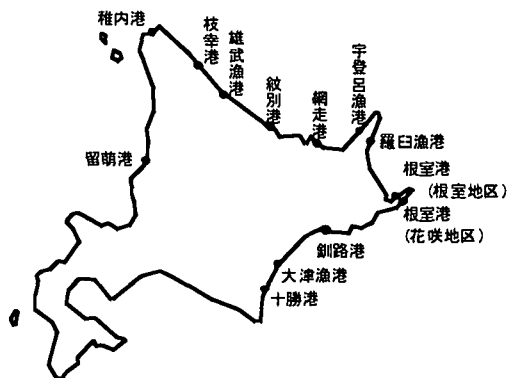 稚内港
枝幸港
雄武漁港
紋別港
網走港
宇登呂漁港
羅臼漁港
留萌港
根室港
(根室地区)
根室港
(花咲地区)
釧路港
大津漁港
十勝港